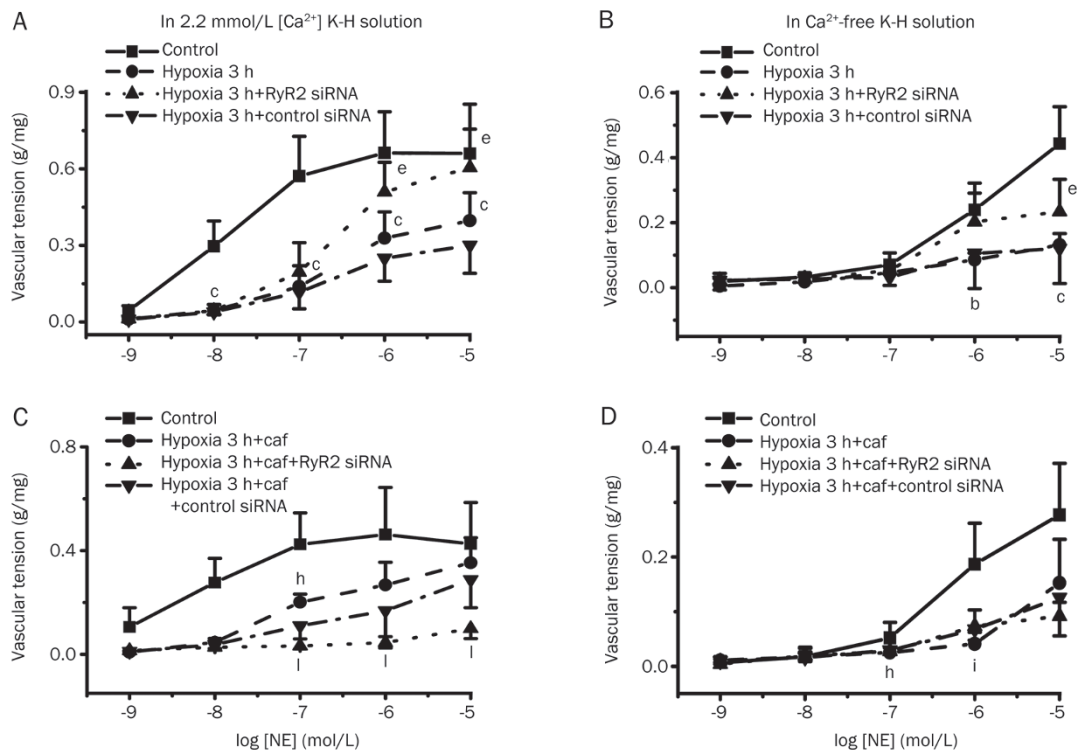 A
In 2.2 mmol/L [Ca²⁺] K-H solution
Control
Hypoxia 3 h
Hypoxia 3 h+RyR2 siRNA
Hypoxia 3 h+control siRNA
Vascular tension (g/mg)
0.9
0.6
0.3
0.0
c
c
e
c
e
c
-9
-8
-7
-6
-5
B
In Ca²⁺-free K-H solution
Control
Hypoxia 3 h
Hypoxia 3 h+RyR2 siRNA
Hypoxia 3 h+control siRNA
Vascular tension (g/mg)
0.6
0.4
0.2
0.0
b
e
c
-9
-8
-7
-6
-5
C
Control
Hypoxia 3 h+caf
Hypoxia 3 h+caf+RyR2 siRNA
Hypoxia 3 h+caf
+control siRNA
Vascular tension (g/mg)
0.8
0.4
0.0
h
l
l
l
-9
-8
-7
-6
-5
log [NE] (mol/L)
D
Control
Hypoxia 3 h+caf
Hypoxia 3 h+caf+RyR2 siRNA
Hypoxia 3 h+caf+control siRNA
Vascular tension (g/mg)
0.4
0.2
0.0
h
i
-9
-8
-7
-6
-5
log [NE] (mol/L)